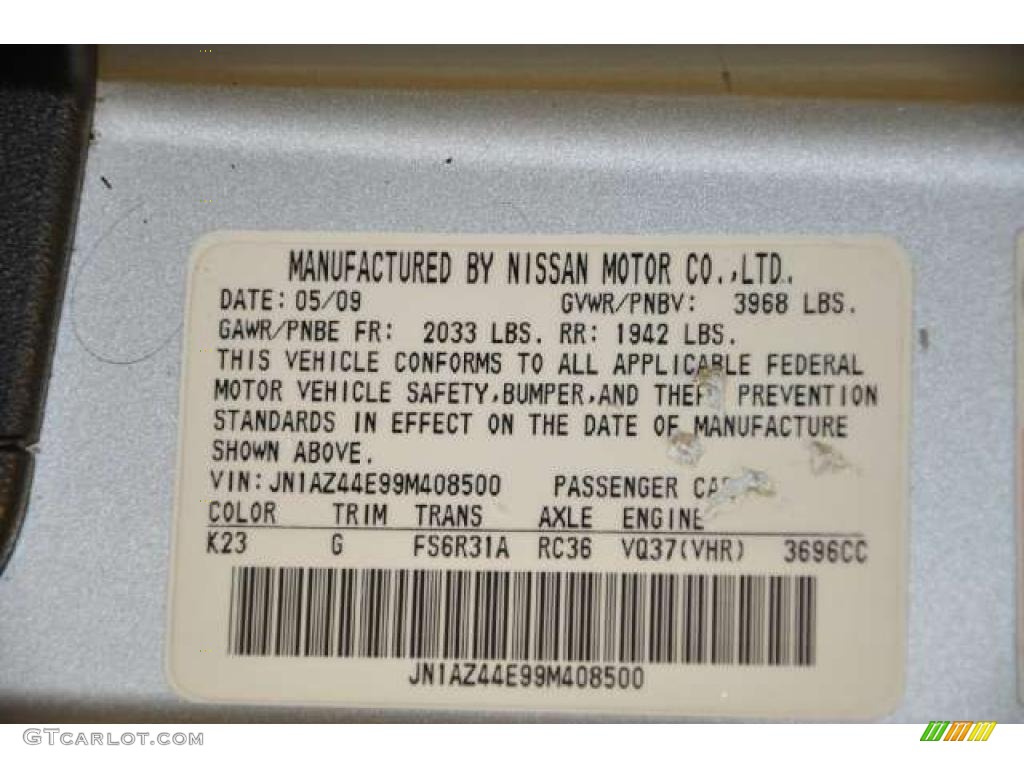 MANUFACTURED BY NISSAN MOTOR CO.,LTD.
DATE: 05/09 GVWR/PNBV: 3968 LBS.
GAWR/PNBE FR: 2033 LBS. RR: 1942 LBS.
THIS VEHICLE CONFORMS TO ALL APPLICABLE FEDERAL
MOTOR VEHICLE SAFETY,BUMPER,AND THEFT PREVENTION
STANDARDS IN EFFECT ON THE DATE OF MANUFACTURE
SHOWN ABOVE.
VIN: JN1AZ44E99M408500 PASSENGER CAR
COLOR TRIM TRANS AXLE ENGINE
K23 G FS6R31A RC36 VQ37(VHR) 3696CC
JN1AZ44E99M408500
GTCARLOT.COM